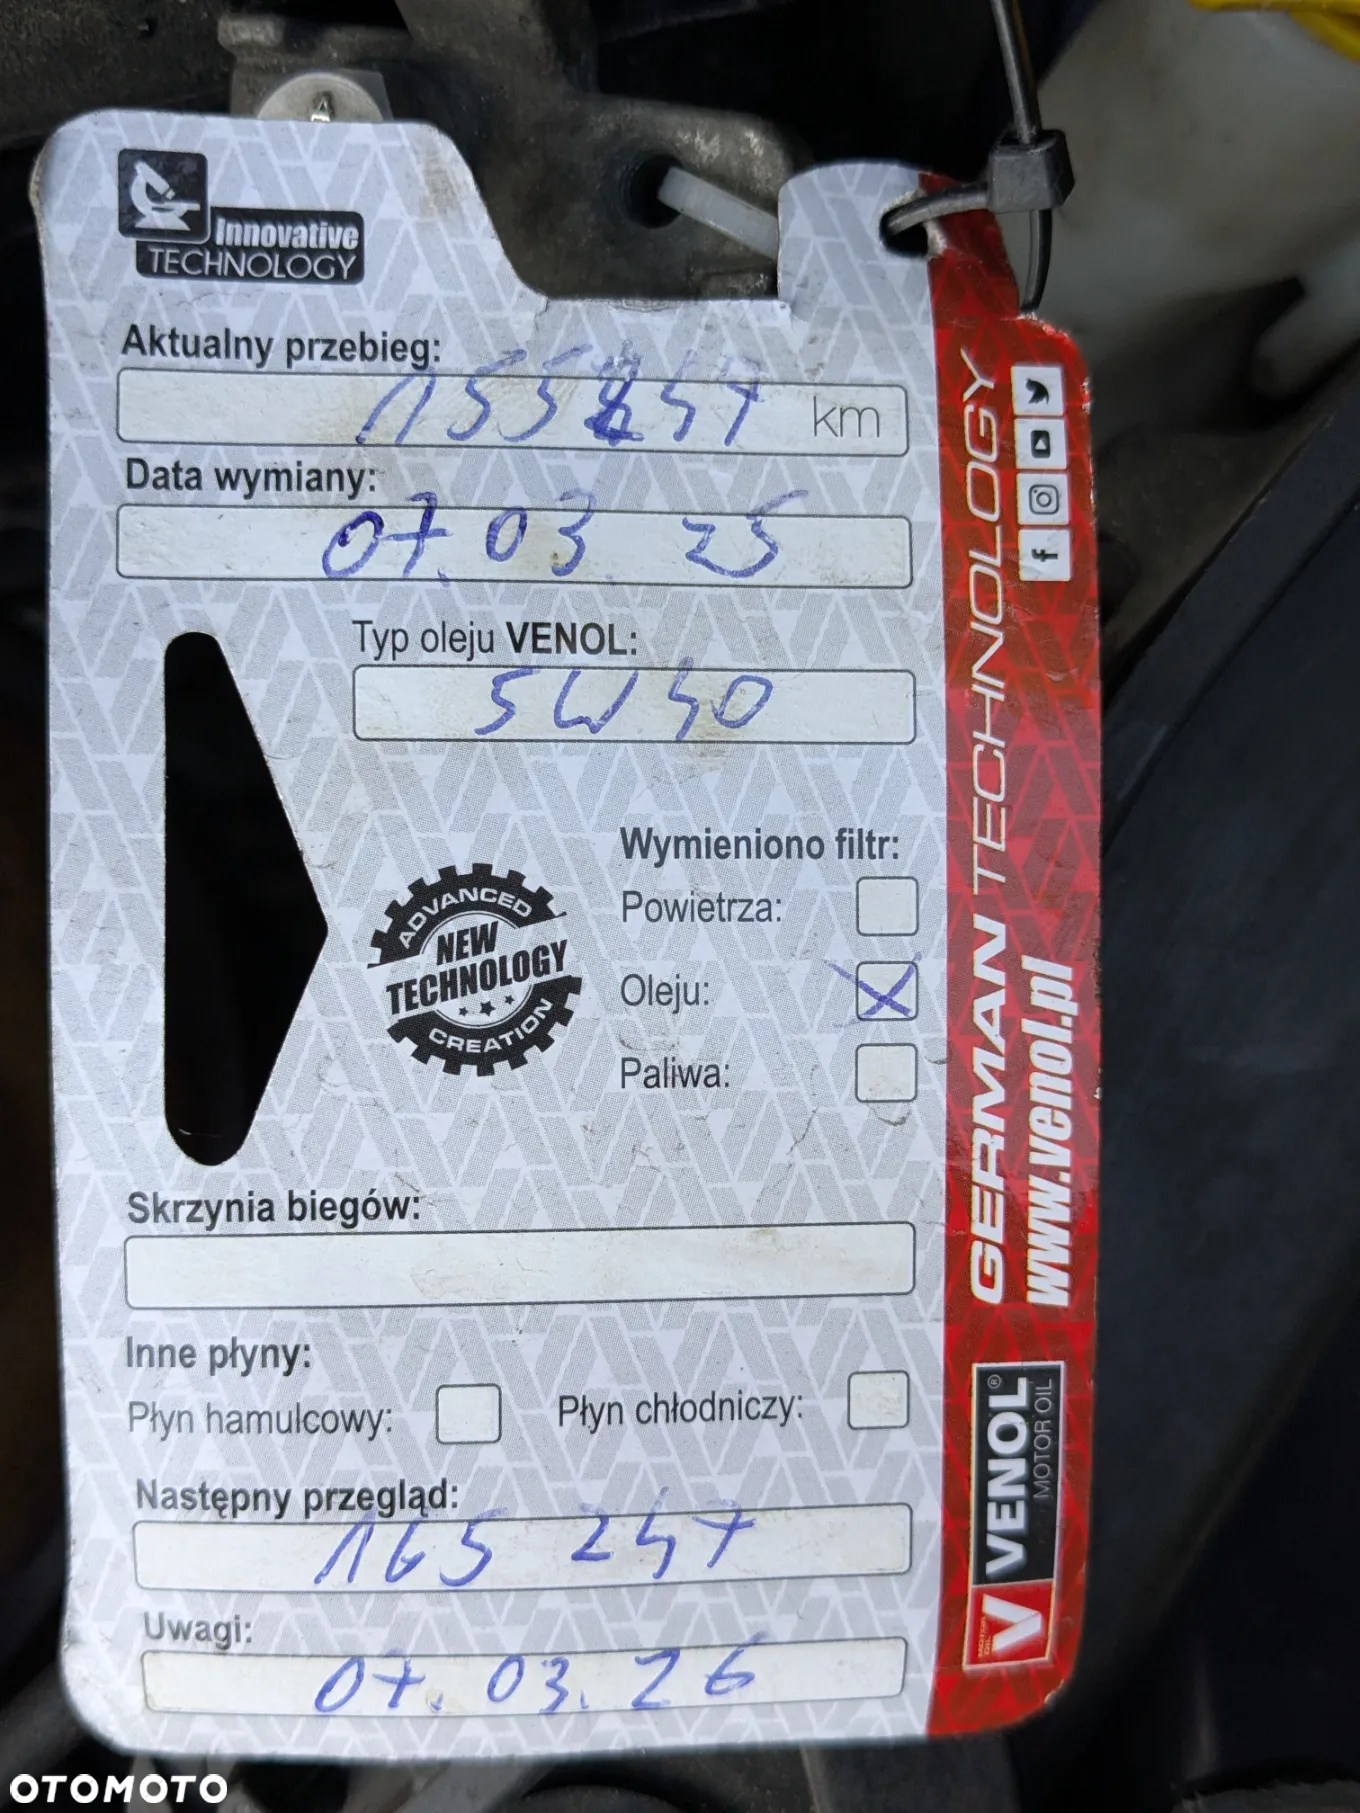 Innovative
TECHNOLOGY
Aktualny przebieg:
155247 km
Data wymiany:
07.03.25
Typ oleju VENOL:
5W40
Wymieniono filtr:
Powietrza:
Oleju: X
Paliwa:
ADVANCED
NEW
TECHNOLOGY
CREATION
Skrzynia biegów:
Inne płyny:
Płyn hamulcowy: Płyn chłodniczy:
Następny przegląd:
165 247
Uwagi:
07.03.26
GERMAN TECHNOLOGY
www.venol.pl
VENOL®
MOTOR OIL
V
MOTOR OIL
OTOMOTO